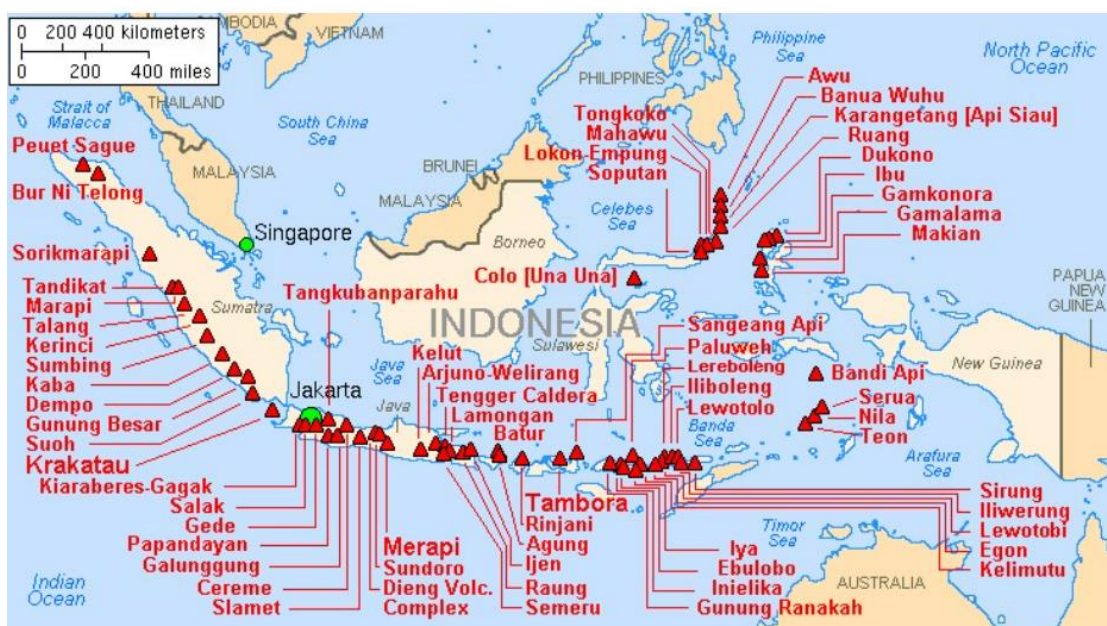 0 200 400 kilometers
0 200 400 miles
CAMBODIA
VIETNAM
THAILAND
Strait of
Malacca
South China
Sea
MALAYSIA
BRUNEI
MALAYSIA
PHILIPPINES
Philippine
Sea
North Pacific
Ocean
Celebes
Sea
Borneo
Singapore
Sumatra
INDONESIA
Sulawesi
Java
Sea
Java
Jakarta
Banda
Sea
New Guinea
PAPUA
NEW
GUINEA
Arafura
Sea
Timor
Sea
AUSTRALIA
Indian
Ocean
Peuet Sague
Bur Ni Telong
Sorikmarapi
Tandikat
Marapi
Talang
Kerinci
Sumbing
Kaba
Dempo
Gunung Besar
Suoh
Krakatau
Kiaraberes-Gagak
Salak
Gede
Papandayan
Galunggung
Cereme
Slamet
Tangkubanparahu
Merapi
Sundoro
Dieng Volc.
Complex
Kelut
Arjuno-Welirang
Tengger Caldera
Lamongan
Batur
Tambora
Rinjani
Agung
Ijen
Raung
Semeru
Tongkoko
Mahawu
Lokon Empung
Soputan
Colo [Una Una]
Awu
Banua Wuhu
Karangetang [Api Siau]
Ruang
Dukono
Ibu
Gamkonora
Gamalama
Makian
Sangeang Api
Paluweh
Lereboleng
Iliboleng
Lewotolo
Bandi Api
Serua
Nila
Teon
Sirung
Iliwerung
Lewotobi
Egon
Kelimutu
Iya
Ebulobo
Inielika
Gunung Ranakah